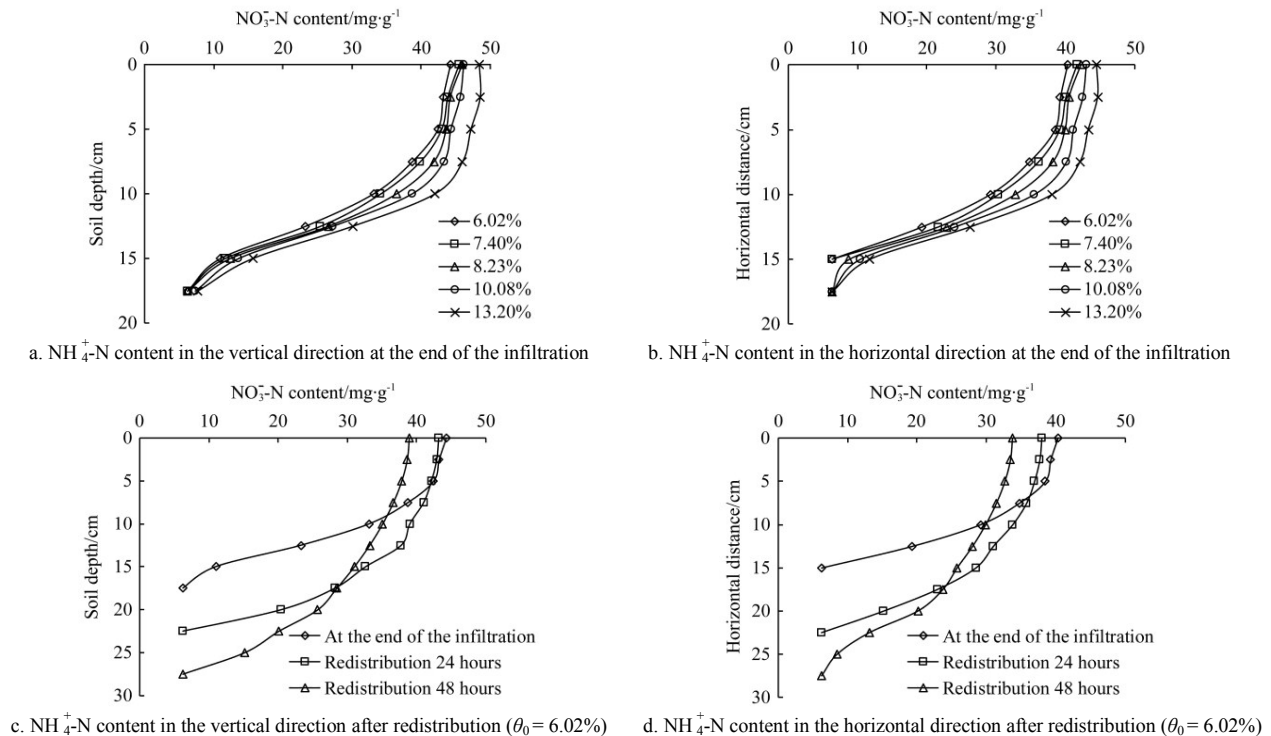 NO₃⁻-N content/mg·g⁻¹
0 10 20 30 40 50
0
5
10
15
20
Soil depth/cm
6.02%
7.40%
8.23%
10.08%
13.20%
a. NH₄⁺-N content in the vertical direction at the end of the infiltration
NO₃⁻-N content/mg·g⁻¹
0 10 20 30 40 50
0
5
10
15
20
Horizontal distance/cm
6.02%
7.40%
8.23%
10.08%
13.20%
b. NH₄⁺-N content in the horizontal direction at the end of the infiltration
NO₃⁻-N content/mg·g⁻¹
0 10 20 30 40 50
0
5
10
15
20
25
30
Soil depth/cm
At the end of the infiltration
Redistribution 24 hours
Redistribution 48 hours
c. NH₄⁺-N content in the vertical direction after redistribution (θ₀ = 6.02%)
NO₃⁻-N content/mg·g⁻¹
0 10 20 30 40 50
0
5
10
15
20
25
30
Horizontal distance/cm
At the end of the infiltration
Redistribution 24 hours
Redistribution 48 hours
d. NH₄⁺-N content in the horizontal direction after redistribution (θ₀ = 6.02%)